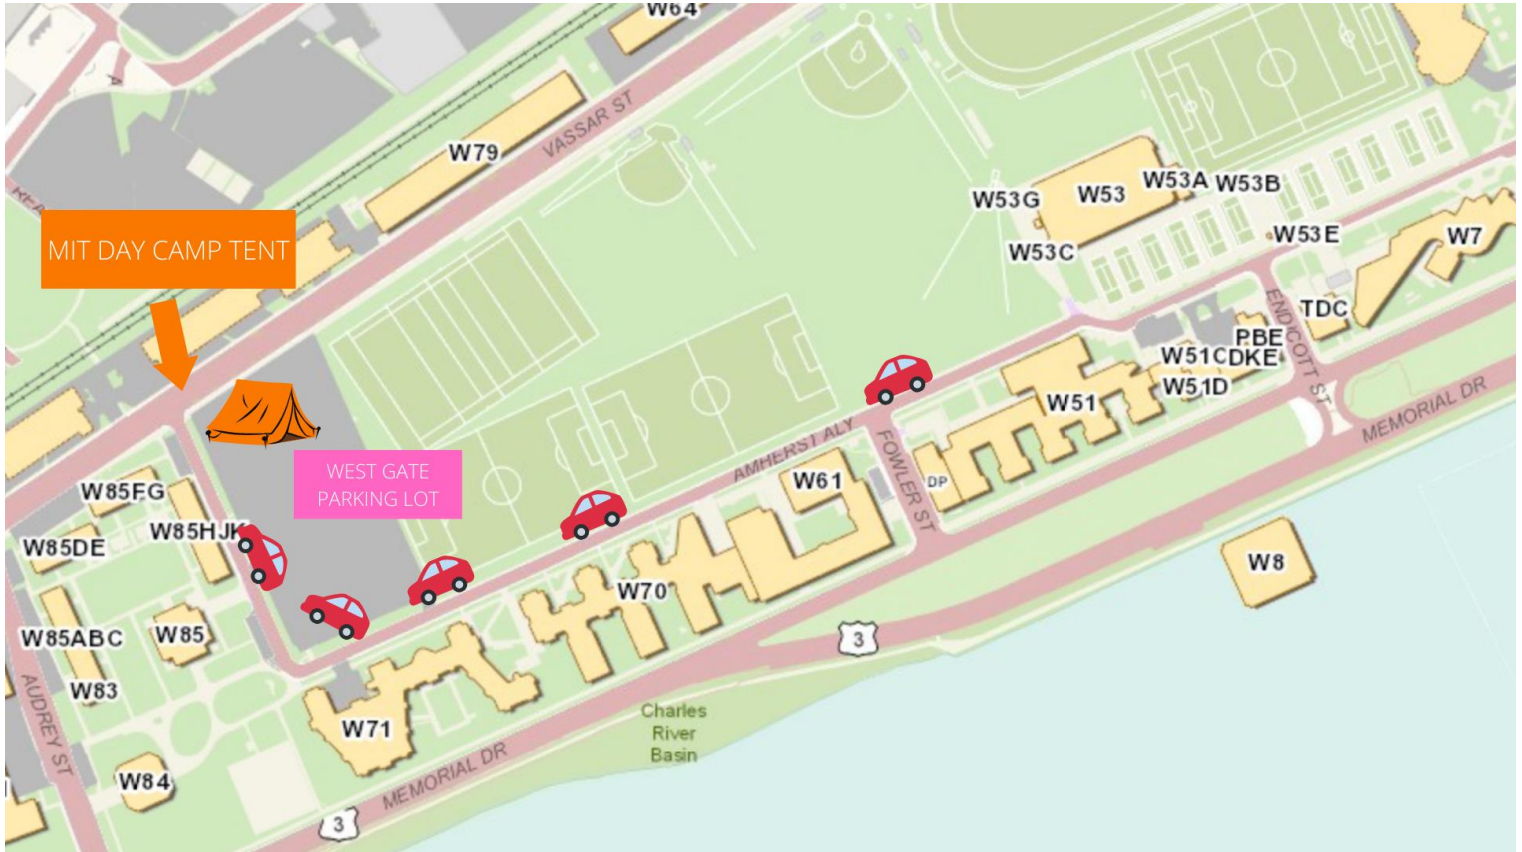 W64
A
W79
VASSAR ST
MIT DAY CAMP TENT
W53G
W53
W53A
W53B
W53C
W53E
W7
TDC
ENDICOTT ST
PBE
W51C
DKE
W51D
W51
MEMORIAL DR
WEST GATE
PARKING LOT
AMHERST ALY
W61
DP
FOWLER ST
W85FG
W85HJK
W85DE
W8
W70
W85ABC
W85
3
W83
AUDREY ST
W71
Charles
River
Basin
W84
MEMORIAL DR
3